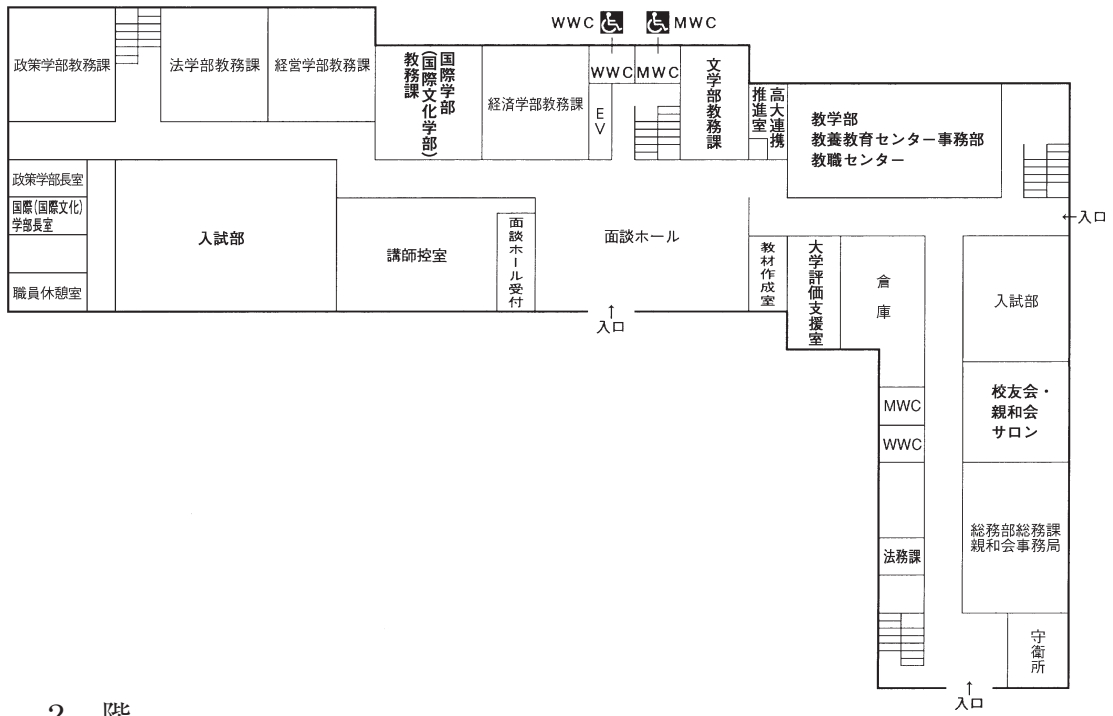 WWC
MWC
政策学部教務課
法学部教務課
経営学部教務課
国際学部
(国際文化学部)
教務課
経済学部教務課
WWC
MWC
EV
文学部教務課
高大連携
推進室
教学部
教養教育センター事務部
教職センター
←入口
政策学部長室
国際(国際文化)
学部長室
職員休憩室
入試部
講師控室
面談ホール受付
面談ホール
↑
入口
教材作成室
大学評価支援室
倉庫
入試部
MWC
WWC
校友会・
親和会
サロン
法務課
総務部総務課
親和会事務局
守衛所
↑
入口
2 階